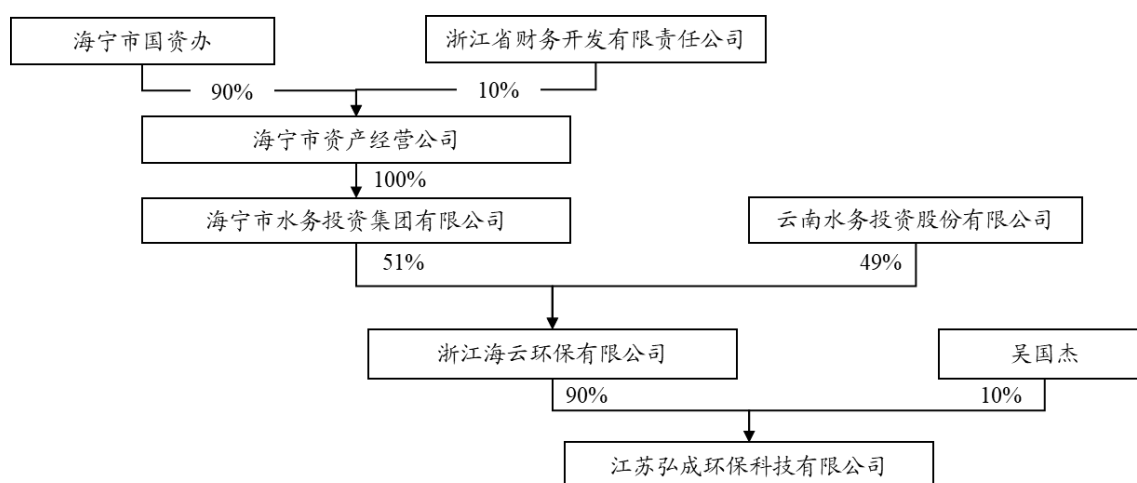 海宁市国资办
浙江省财务开发有限责任公司
90%
10%
海宁市资产经营公司
100%
海宁市水务投资集团有限公司
云南水务投资股份有限公司
51%
49%
浙江海云环保有限公司
吴国杰
90%
10%
江苏弘成环保科技有限公司